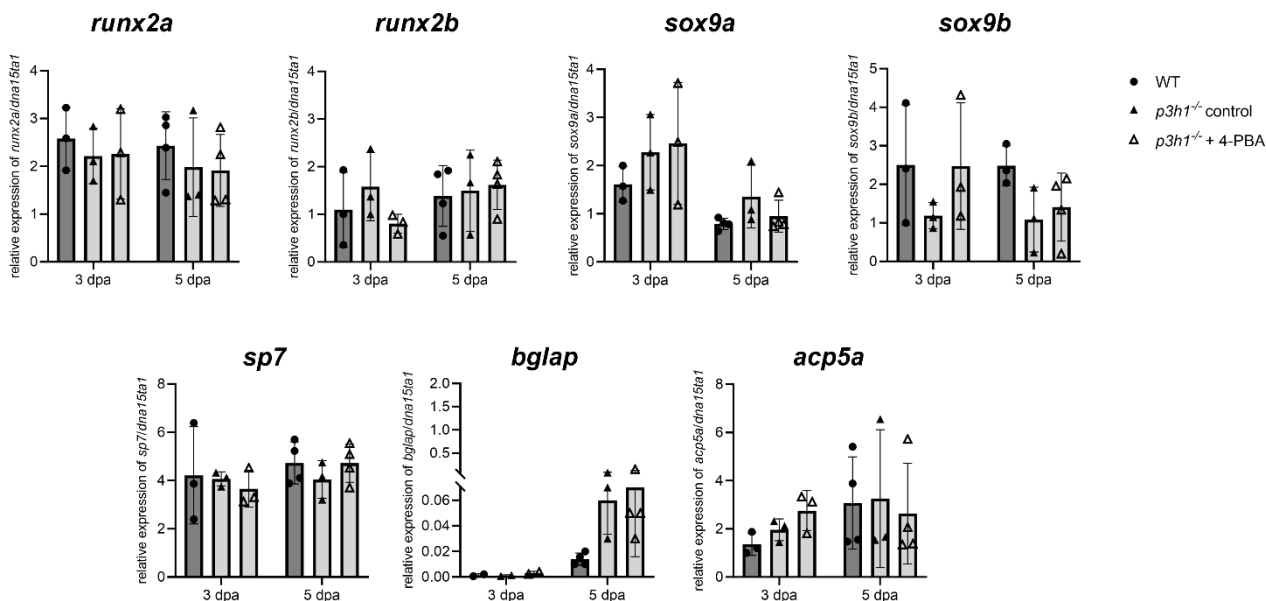 runx2a
relative expression of runx2a/dna15ta1
4
3
2
1
0
3 dpa 5 dpa
runx2b
relative expression of runx2b/dna15ta1
4
3
2
1
0
3 dpa 5 dpa
sox9a
relative expression of sox9a/dna15ta1
4
3
2
1
0
3 dpa 5 dpa
sox9b
relative expression of sox9b/dna15ta1
5
4
3
2
1
0
3 dpa 5 dpa
WT
p3h1-/- control
p3h1-/- + 4-PBA
sp7
relative expression of sp7/dna15ta1
8
6
4
2
0
3 dpa 5 dpa
bglap
relative expression of bglap/dna15ta1
2.0
1.5
1.0
0.5
0.06
0.04
0.02
0.00
3 dpa 5 dpa
acp5a
relative expression of acp5a/dna15ta1
8
6
4
2
0
3 dpa 5 dpa